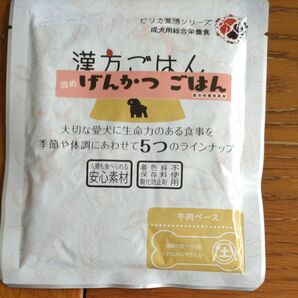 ピリカ薬膳シリーズ
成犬用総合栄養食
漢方ごはん
改め げんかつ ごはん
大切な愛犬に生命力のある食事を
季節や体調にあわせて5つのラインナップ
人間も食べられる
安心素材
着色料
保存料
酸化防止剤
不使用
牛肉ベース
土